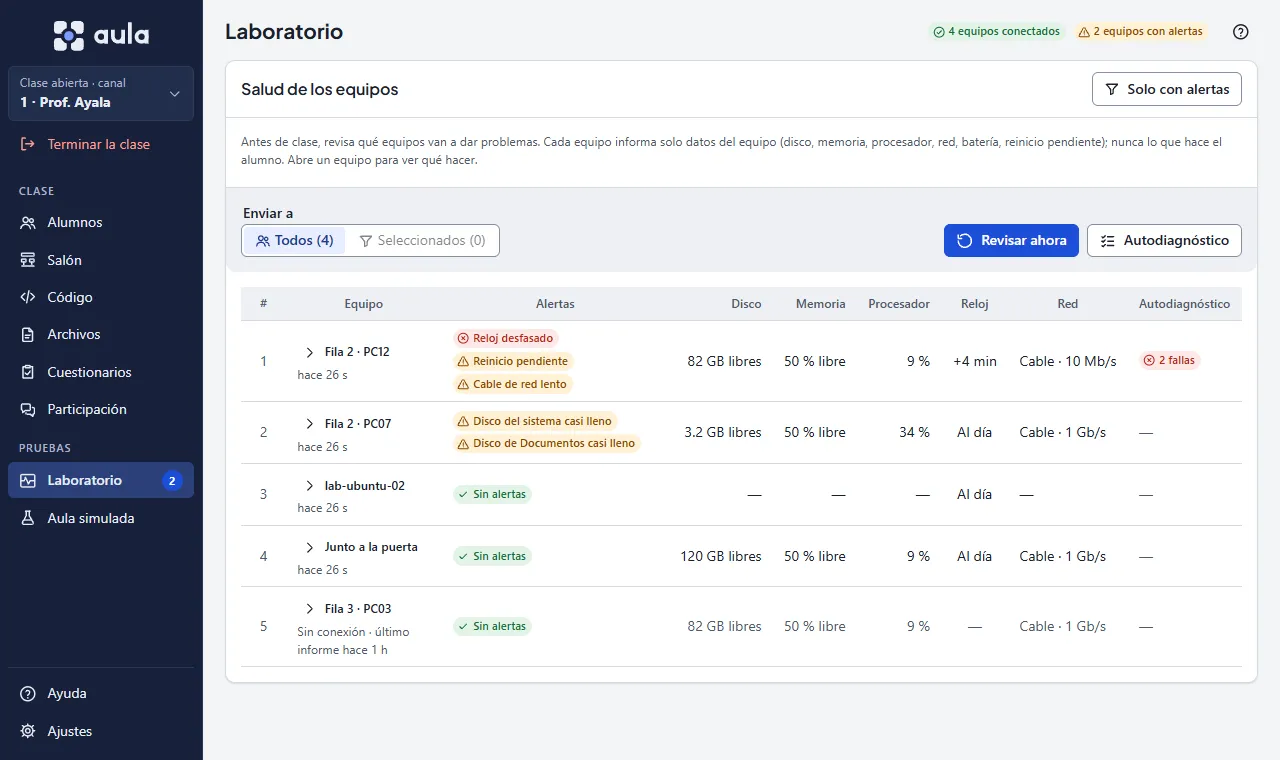 aula
Clase abierta · canal
1 · Prof. Ayala
Terminar la clase
CLASE
Alumnos
Salón
Código
Archivos
Cuestionarios
Participación
PRUEBAS
Laboratorio 2
Aula simulada
Ayuda
Ajustes
Laboratorio
4 equipos conectados
2 equipos con alertas
Salud de los equipos
Solo con alertas
Antes de clase, revisa qué equipos van a dar problemas. Cada equipo informa solo datos del equipo (disco, memoria, procesador, red, batería, reinicio pendiente); nunca lo que hace el
alumno. Abre un equipo para ver qué hacer.
Enviar a
Todos (4) Seleccionados (0)
Revisar ahora
Autodiagnóstico
# Equipo Alertas Disco Memoria Procesador Reloj Red Autodiagnóstico
1 Fila 2 · PC12
hace 26 s
Reloj desfasado
Reinicio pendiente
Cable de red lento
82 GB libres 50 % libre 9 % +4 min Cable · 10 Mb/s 2 fallas
2 Fila 2 · PC07
hace 26 s
Disco del sistema casi lleno
Disco de Documentos casi lleno
3.2 GB libres 50 % libre 34 % Al día Cable · 1 Gb/s —
3 lab-ubuntu-02
hace 26 s
Sin alertas
— — — Al día — —
4 Junto a la puerta
hace 26 s
Sin alertas
120 GB libres 50 % libre 9 % Al día Cable · 1 Gb/s —
5 Fila 3 · PC03
Sin conexión · último
informe hace 1 h
Sin alertas
82 GB libres 50 % libre 9 % — Cable · 1 Gb/s —